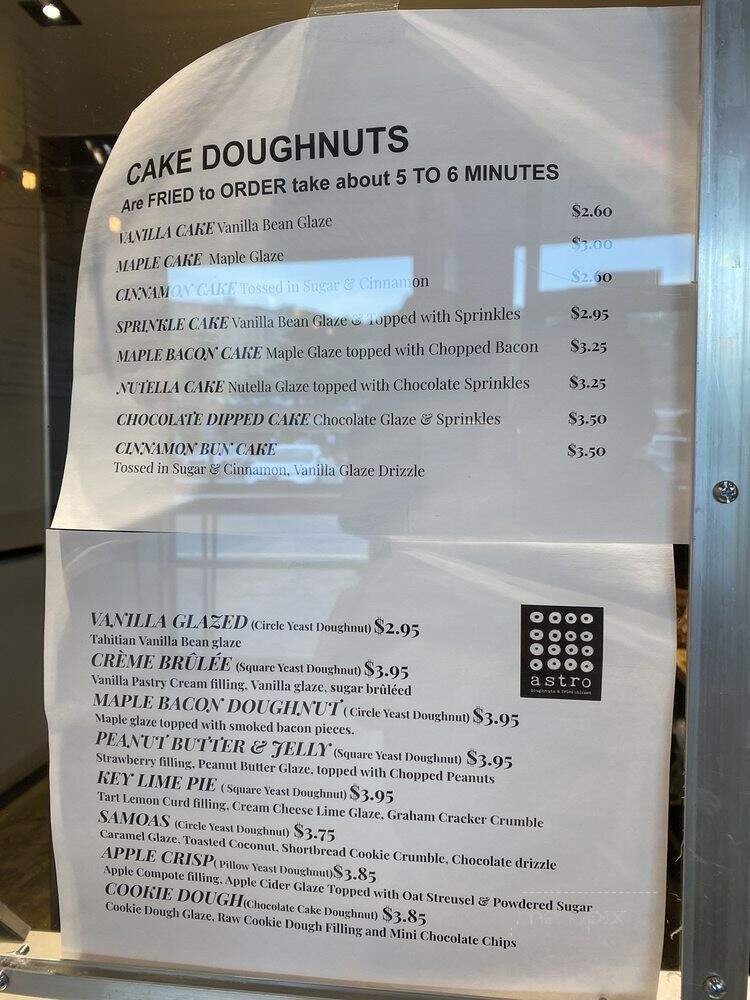 CAKE DOUGHNUTS
Are FRIED to ORDER take about 5 TO 6 MINUTES
VANILLA CAKE Vanilla Bean Glaze $2.60
MAPLE CAKE Maple Glaze $3.00
CINNAMON CAKE Tossed in Sugar & Cinnamon $2.60
SPRINKLE CAKE Vanilla Bean Glaze & Topped with Sprinkles $2.95
MAPLE BACON CAKE Maple Glaze topped with Chopped Bacon $3.25
NUTELLA CAKE Nutella Glaze topped with Chocolate Sprinkles $3.25
CHOCOLATE DIPPED CAKE Chocolate Glaze & Sprinkles $3.50
CINNAMON BUN CAKE $3.50
Tossed in Sugar & Cinnamon, Vanilla Glaze Drizzle
VANILLA GLAZED (Circle Yeast Doughnut) $2.95
Tahitian Vanilla Bean glaze
CRÈME BRÛLÉE (Square Yeast Doughnut) $3.95
Vanilla Pastry Cream filling, Vanilla glaze, sugar brûléed
MAPLE BACON DOUGHNUT ( Circle Yeast Doughnut) $3.95
Maple glaze topped with smoked bacon pieces.
PEANUT BUTTER & JELLY (Square Yeast Doughnut) $3.95
Strawberry filling, Peanut Butter Glaze, topped with Chopped Peanuts
KEY LIME PIE ( Square Yeast Doughnut) $3.95
Tart Lemon Curd filling, Cream Cheese Lime Glaze, Graham Cracker Crumble
SAMOAS (Circle Yeast Doughnut) $3.75
Caramel Glaze, Toasted Coconut, Shortbread Cookie Crumble, Chocolate drizzle
APPLE CRISP( Pillow Yeast Doughnut)$3.85
Apple Compote filling, Apple Cider Glaze Topped with Oat Streusel & Powdered Sugar
COOKIE DOUGH(Chocolate Cake Doughnut) $3.85
Cookie Dough Glaze, Raw Cookie Dough Filling and Mini Chocolate Chips
astro
doughnuts & fried chicken